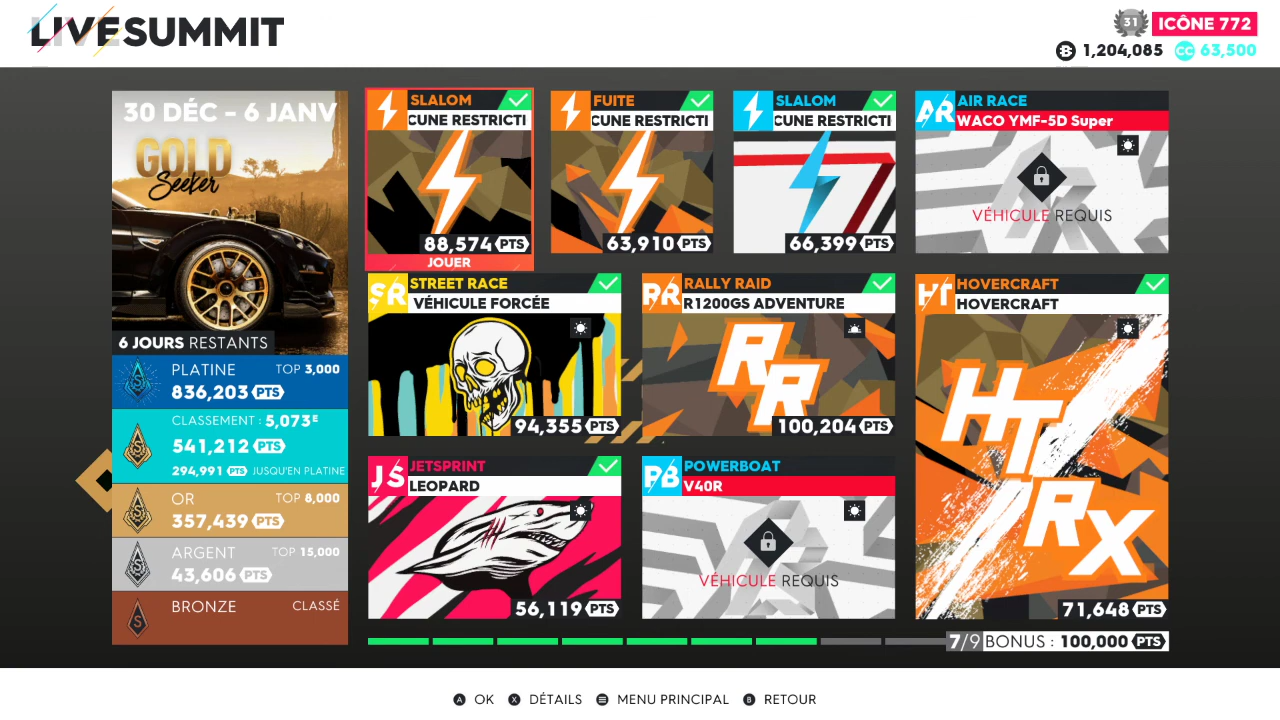 LIVESUMMIT
31 ICÔNE 772
1,204,085 CC 63,500
30 DÉC - 6 JANV
GOLD
Seeker
6 JOURS RESTANTS
PLATINE TOP 3,000
836,203 PTS
CLASSEMENT : 5,073E
541,212 PTS
294,991 PTS JUSQU'EN PLATINE
OR TOP 8,000
357,439 PTS
ARGENT TOP 15,000
43,606 PTS
BRONZE CLASSÉ
SLALOM
CUNE RESTRICTI
88,574 PTS
JOUER
FUITE
CUNE RESTRICTI
63,910 PTS
SLALOM
CUNE RESTRICTI
66,399 PTS
AR AIR RACE
WACO YMF-5D Super
VÉHICULE REQUIS
SR STREET RACE
VÉHICULE FORCÉE
94,355 PTS
RR RALLY RAID
R1200GS ADVENTURE
RR
100,204 PTS
HT HOVERCRAFT
HOVERCRAFT
HT
RX
71,648 PTS
JS JETSPRINT
LEOPARD
56,119 PTS
PB POWERBOAT
V40R
VÉHICULE REQUIS
7/9 BONUS : 100,000 PTS
A OK X DÉTAILS MENU PRINCIPAL B RETOUR